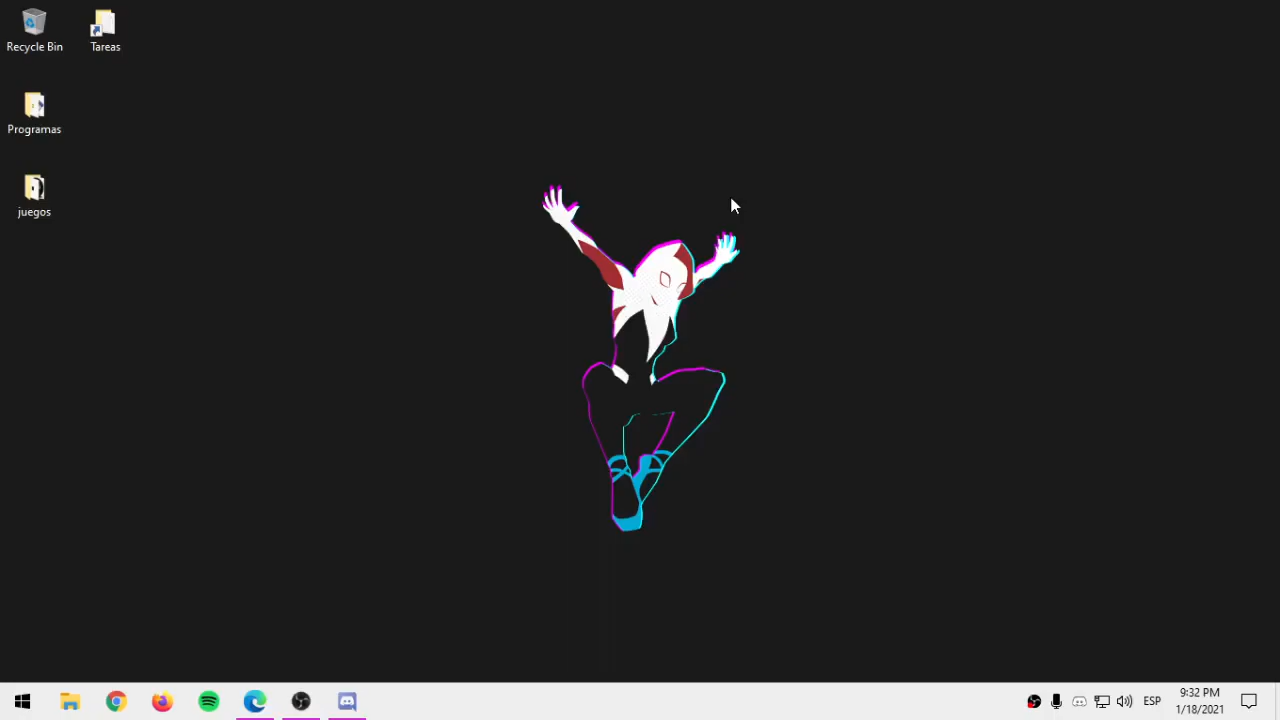 Recycle Bin
Tareas
Programas
juegos
ESP
9:32 PM
1/18/2021